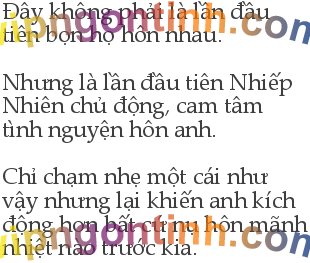 Đây không phải là lần đầu
tiên bọn họ hôn nhau.
Nhưng là lần đầu tiên Nhiếp
Nhiên chủ động, cam tâm
tình nguyện hôn anh.
Chỉ chạm nhẹ một cái như
vậy nhưng lại khiến anh kích
động hơn bất cứ nụ hôn mãnh
nhiệt nào trước kia.